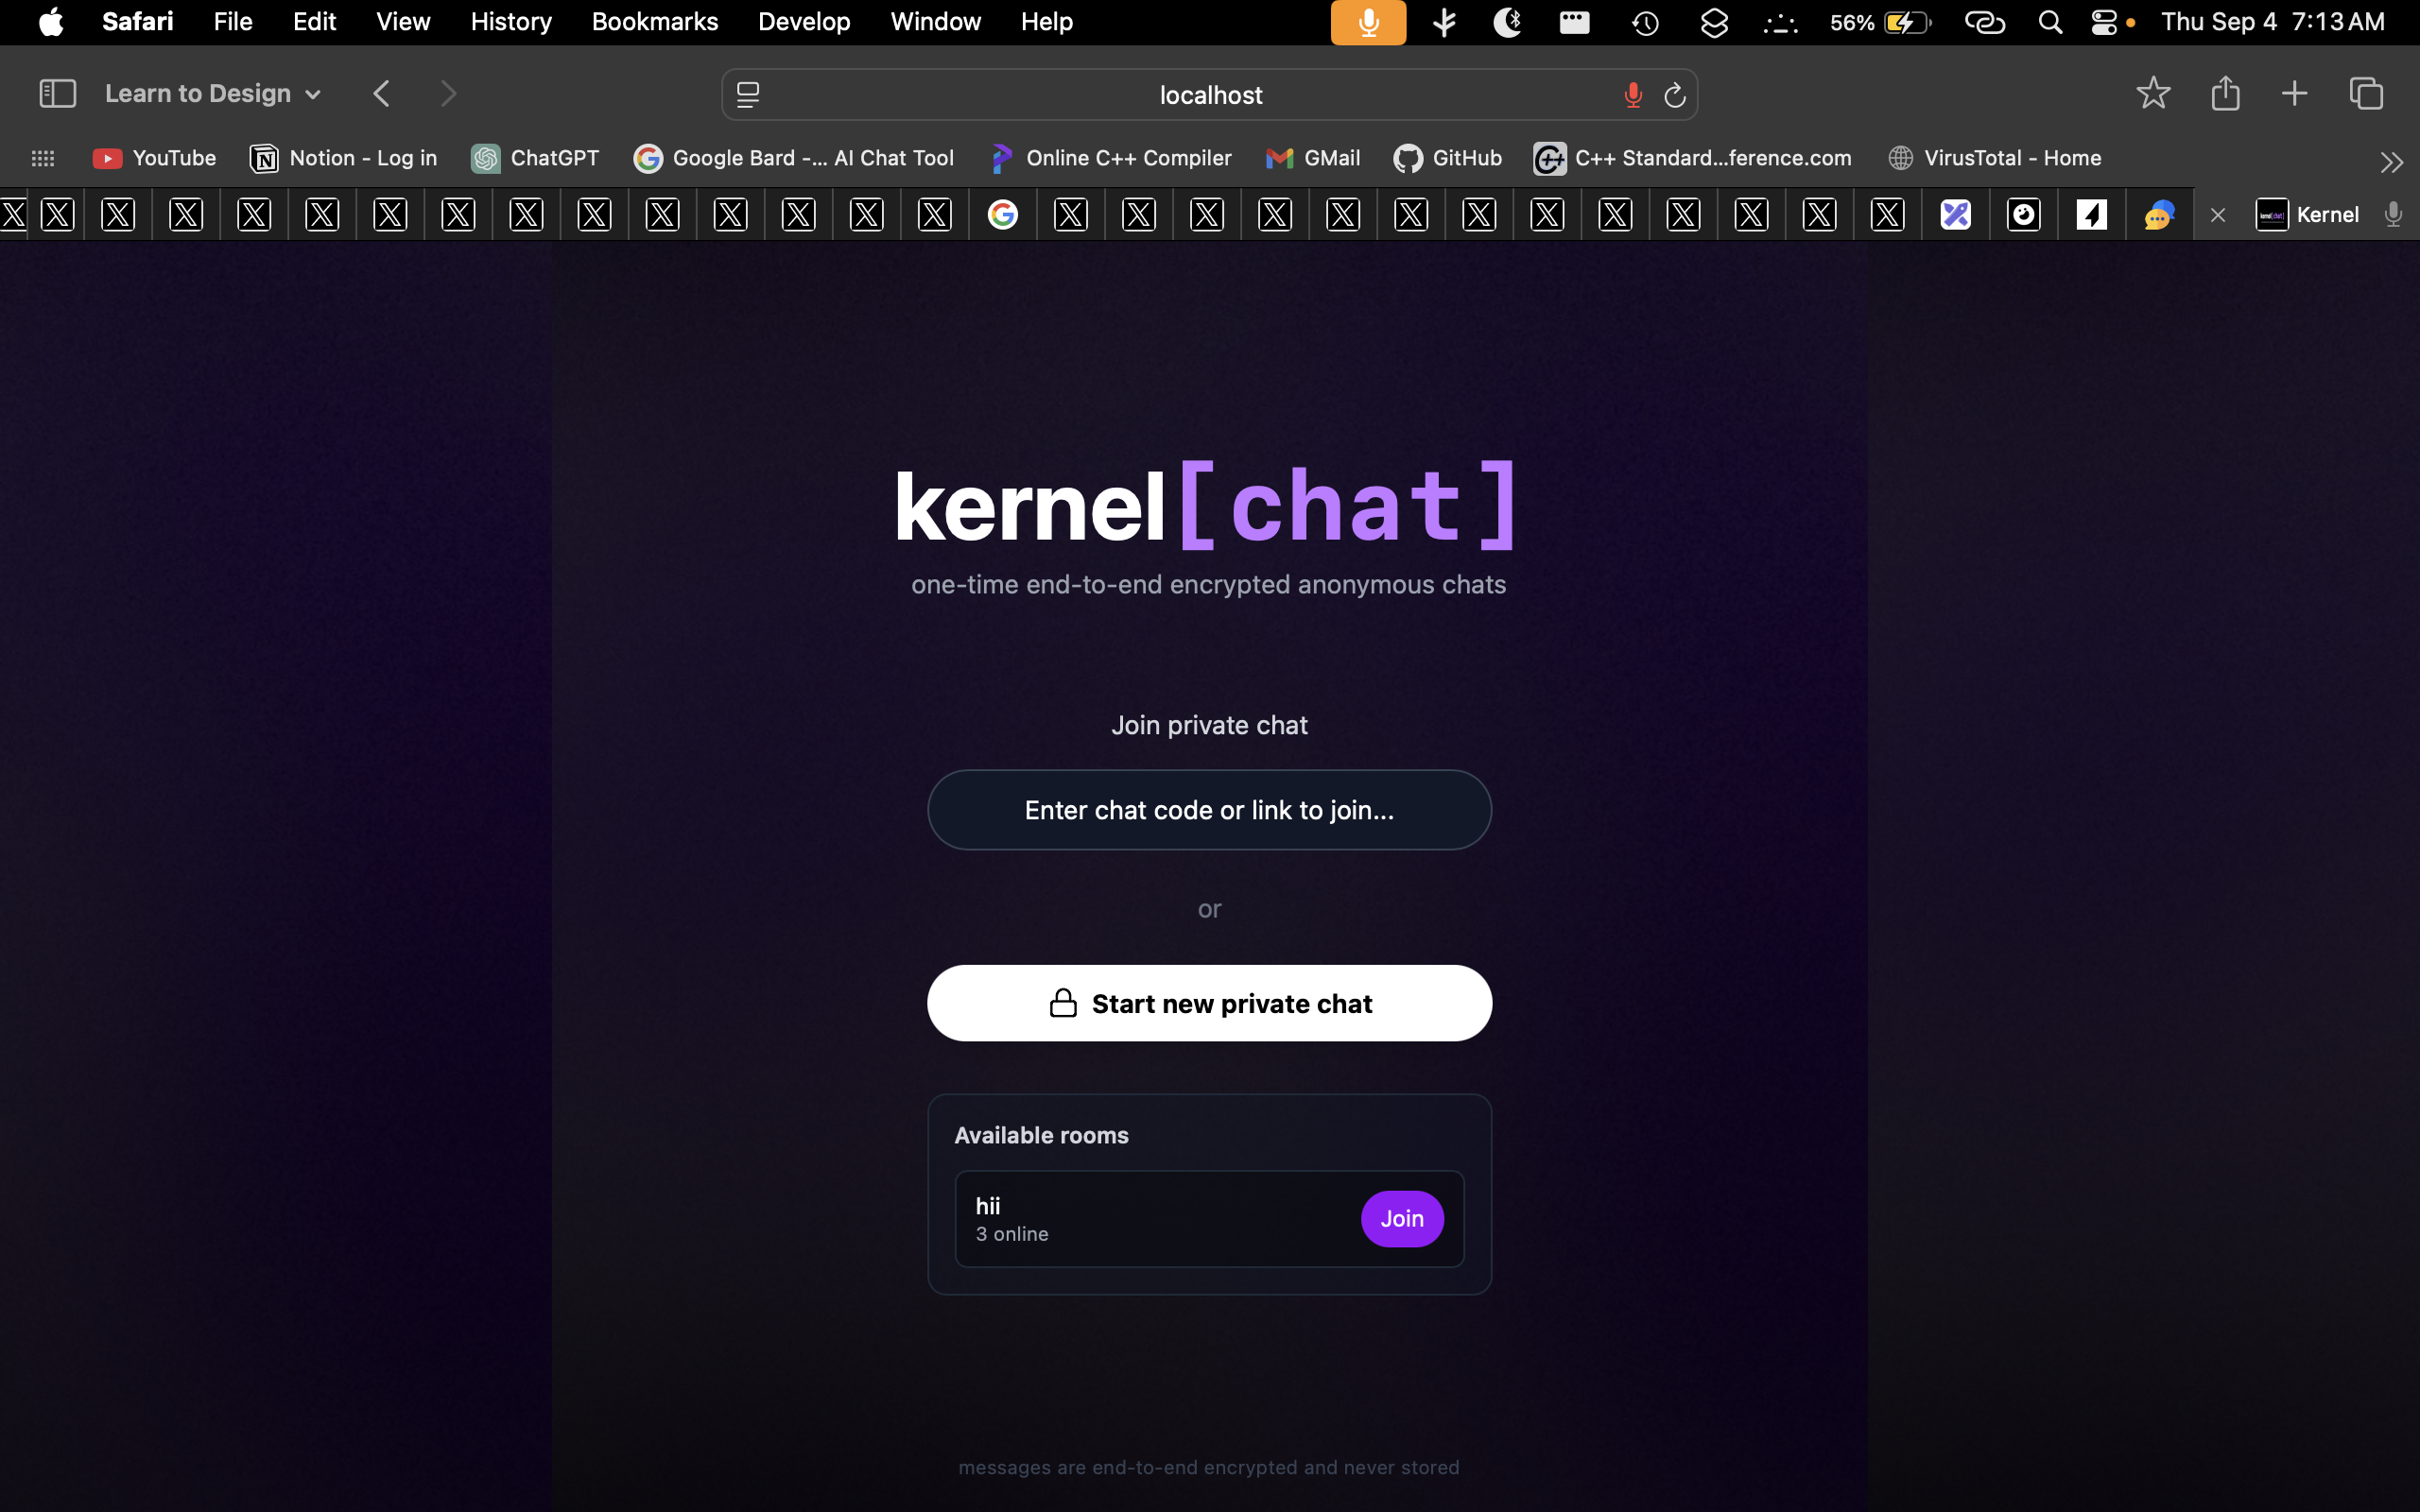 Safari File Edit View History Bookmarks Develop Window Help 56% Thu Sep 4 7:13 AM
Learn to Design localhost
YouTube Notion - Log in ChatGPT Google Bard -... AI Chat Tool Online C++ Compiler GMail GitHub C++ Standard...ference.com VirusTotal - Home
Kernel
kernel[chat]
one-time end-to-end encrypted anonymous chats
Join private chat
Enter chat code or link to join...
or
Start new private chat
Available rooms
hii
3 online
Join
messages are end-to-end encrypted and never stored